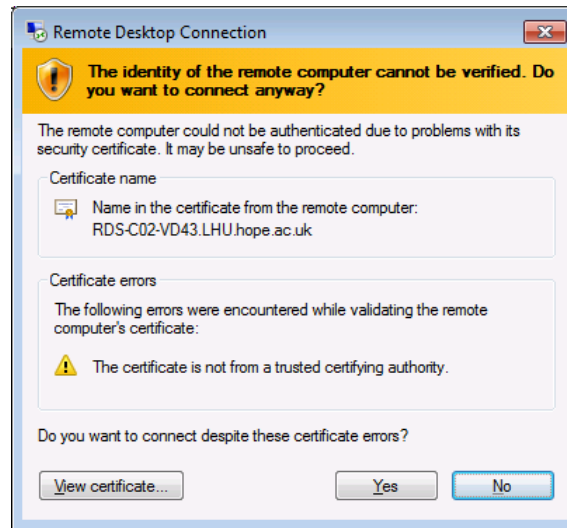 Remote Desktop Connection
The identity of the remote computer cannot be verified. Do
you want to connect anyway?
The remote computer could not be authenticated due to problems with its
security certificate. It may be unsafe to proceed.
Certificate name
Name in the certificate from the remote computer:
RDS-C02-VD43.LHU.hope.ac.uk
Certificate errors
The following errors were encountered while validating the remote
computer's certificate:
The certificate is not from a trusted certifying authority.
Do you want to connect despite these certificate errors?
View certificate... Yes No